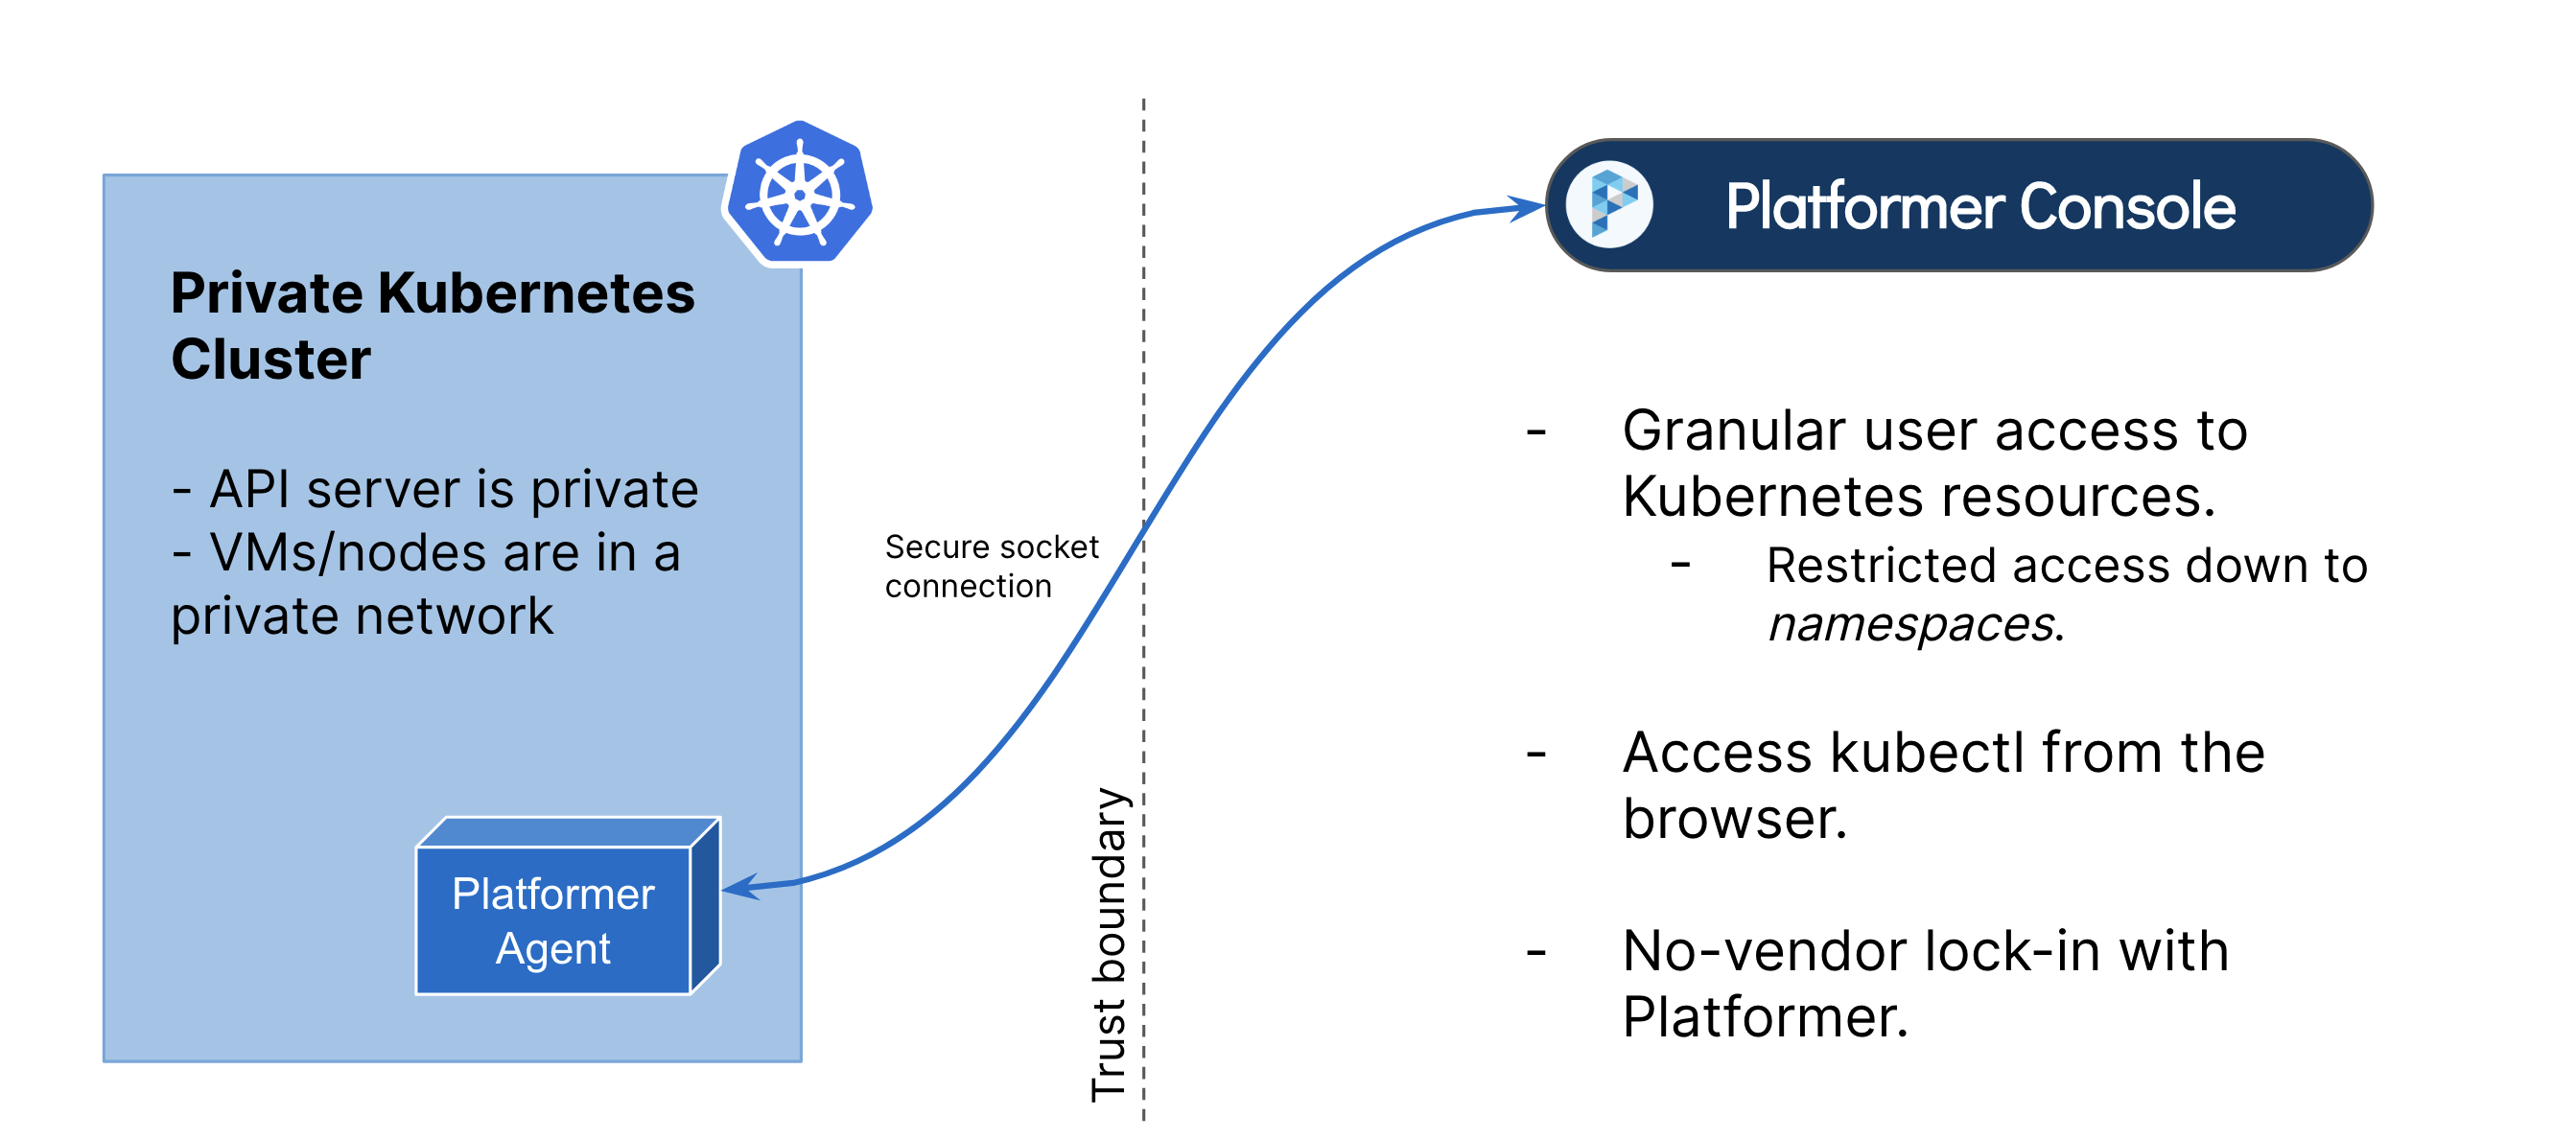 Private Kubernetes
Cluster
- API server is private
- VMs/nodes are in a
private network
Platformer
Agent
Secure socket
connection
Trust boundary
Platformer Console
- Granular user access to
Kubernetes resources.
- Restricted access down to
namespaces.
- Access kubectl from the
browser.
- No-vendor lock-in with
Platformer.